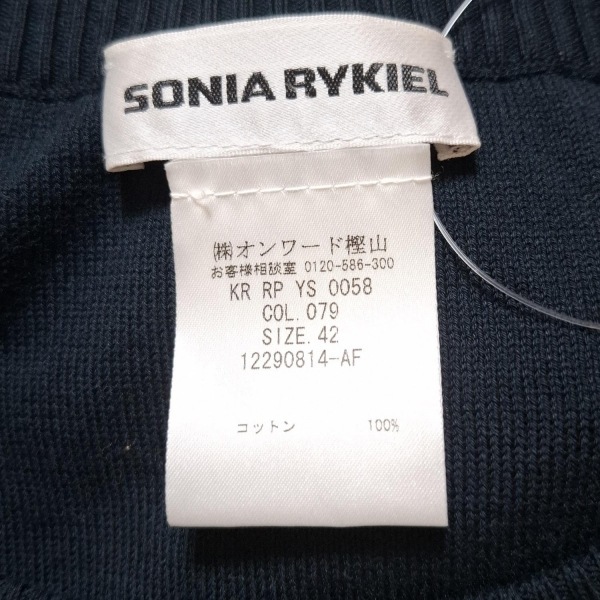 SONIA RYKIEL
㈱オンワード樫山
お客様相談室 0120-586-300
KR RP YS 0058
COL.079
SIZE.42
12290814-AF
コットン 100%